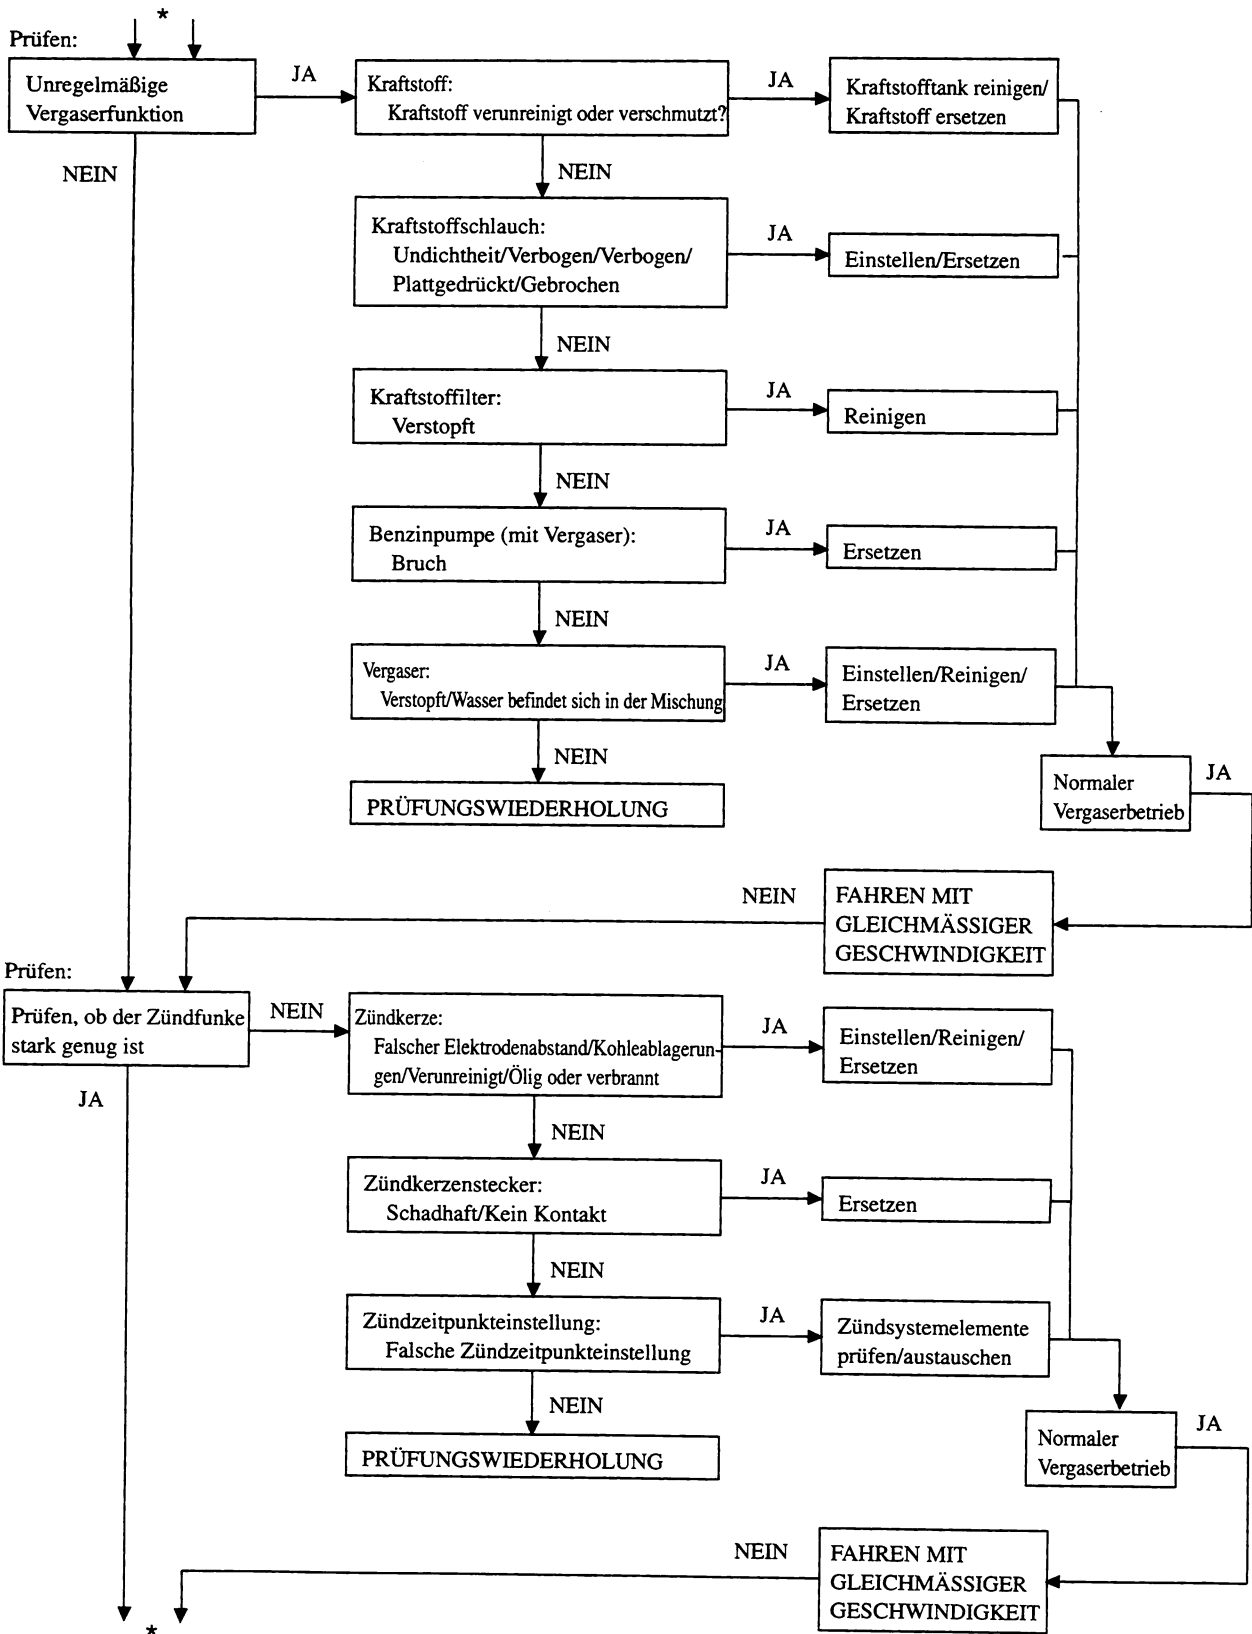 *
Prüfen:
Unregelmäßige
Vergaserfunktion
JA
Kraftstoff:
Kraftstoff verunreinigt oder verschmutzt?
JA
Kraftstofftank reinigen/
Kraftstoff ersetzen
NEIN
NEIN
Kraftstoffschlauch:
Undichtheit/Verbogen/Verbogen/
Plattgedrückt/Gebrochen
JA
Einstellen/Ersetzen
NEIN
Kraftstoffilter:
Verstopft
JA
Reinigen
NEIN
Benzinpumpe (mit Vergaser):
Bruch
JA
Ersetzen
NEIN
Vergaser:
Verstopft/Wasser befindet sich in der Mischung
JA
Einstellen/Reinigen/
Ersetzen
NEIN
PRÜFUNGSWIEDERHOLUNG
Normaler
Vergaserbetrieb
JA
NEIN
FAHREN MIT
GLEICHMÄSSIGER
GESCHWINDIGKEIT
Prüfen:
Prüfen, ob der Zündfunke
stark genug ist
NEIN
Zündkerze:
Falscher Elektrodenabstand/Kohleablagerun-
gen/Verunreinigt/Ölig oder verbrannt
JA
Einstellen/Reinigen/
Ersetzen
JA
NEIN
Zündkerzenstecker:
Schadhaft/Kein Kontakt
JA
Ersetzen
NEIN
Zündzeitpunkteinstellung:
Falsche Zündzeitpunkteinstellung
JA
Zündsystemelemente
prüfen/austauschen
NEIN
PRÜFUNGSWIEDERHOLUNG
Normaler
Vergaserbetrieb
JA
NEIN
FAHREN MIT
GLEICHMÄSSIGER
GESCHWINDIGKEIT
*